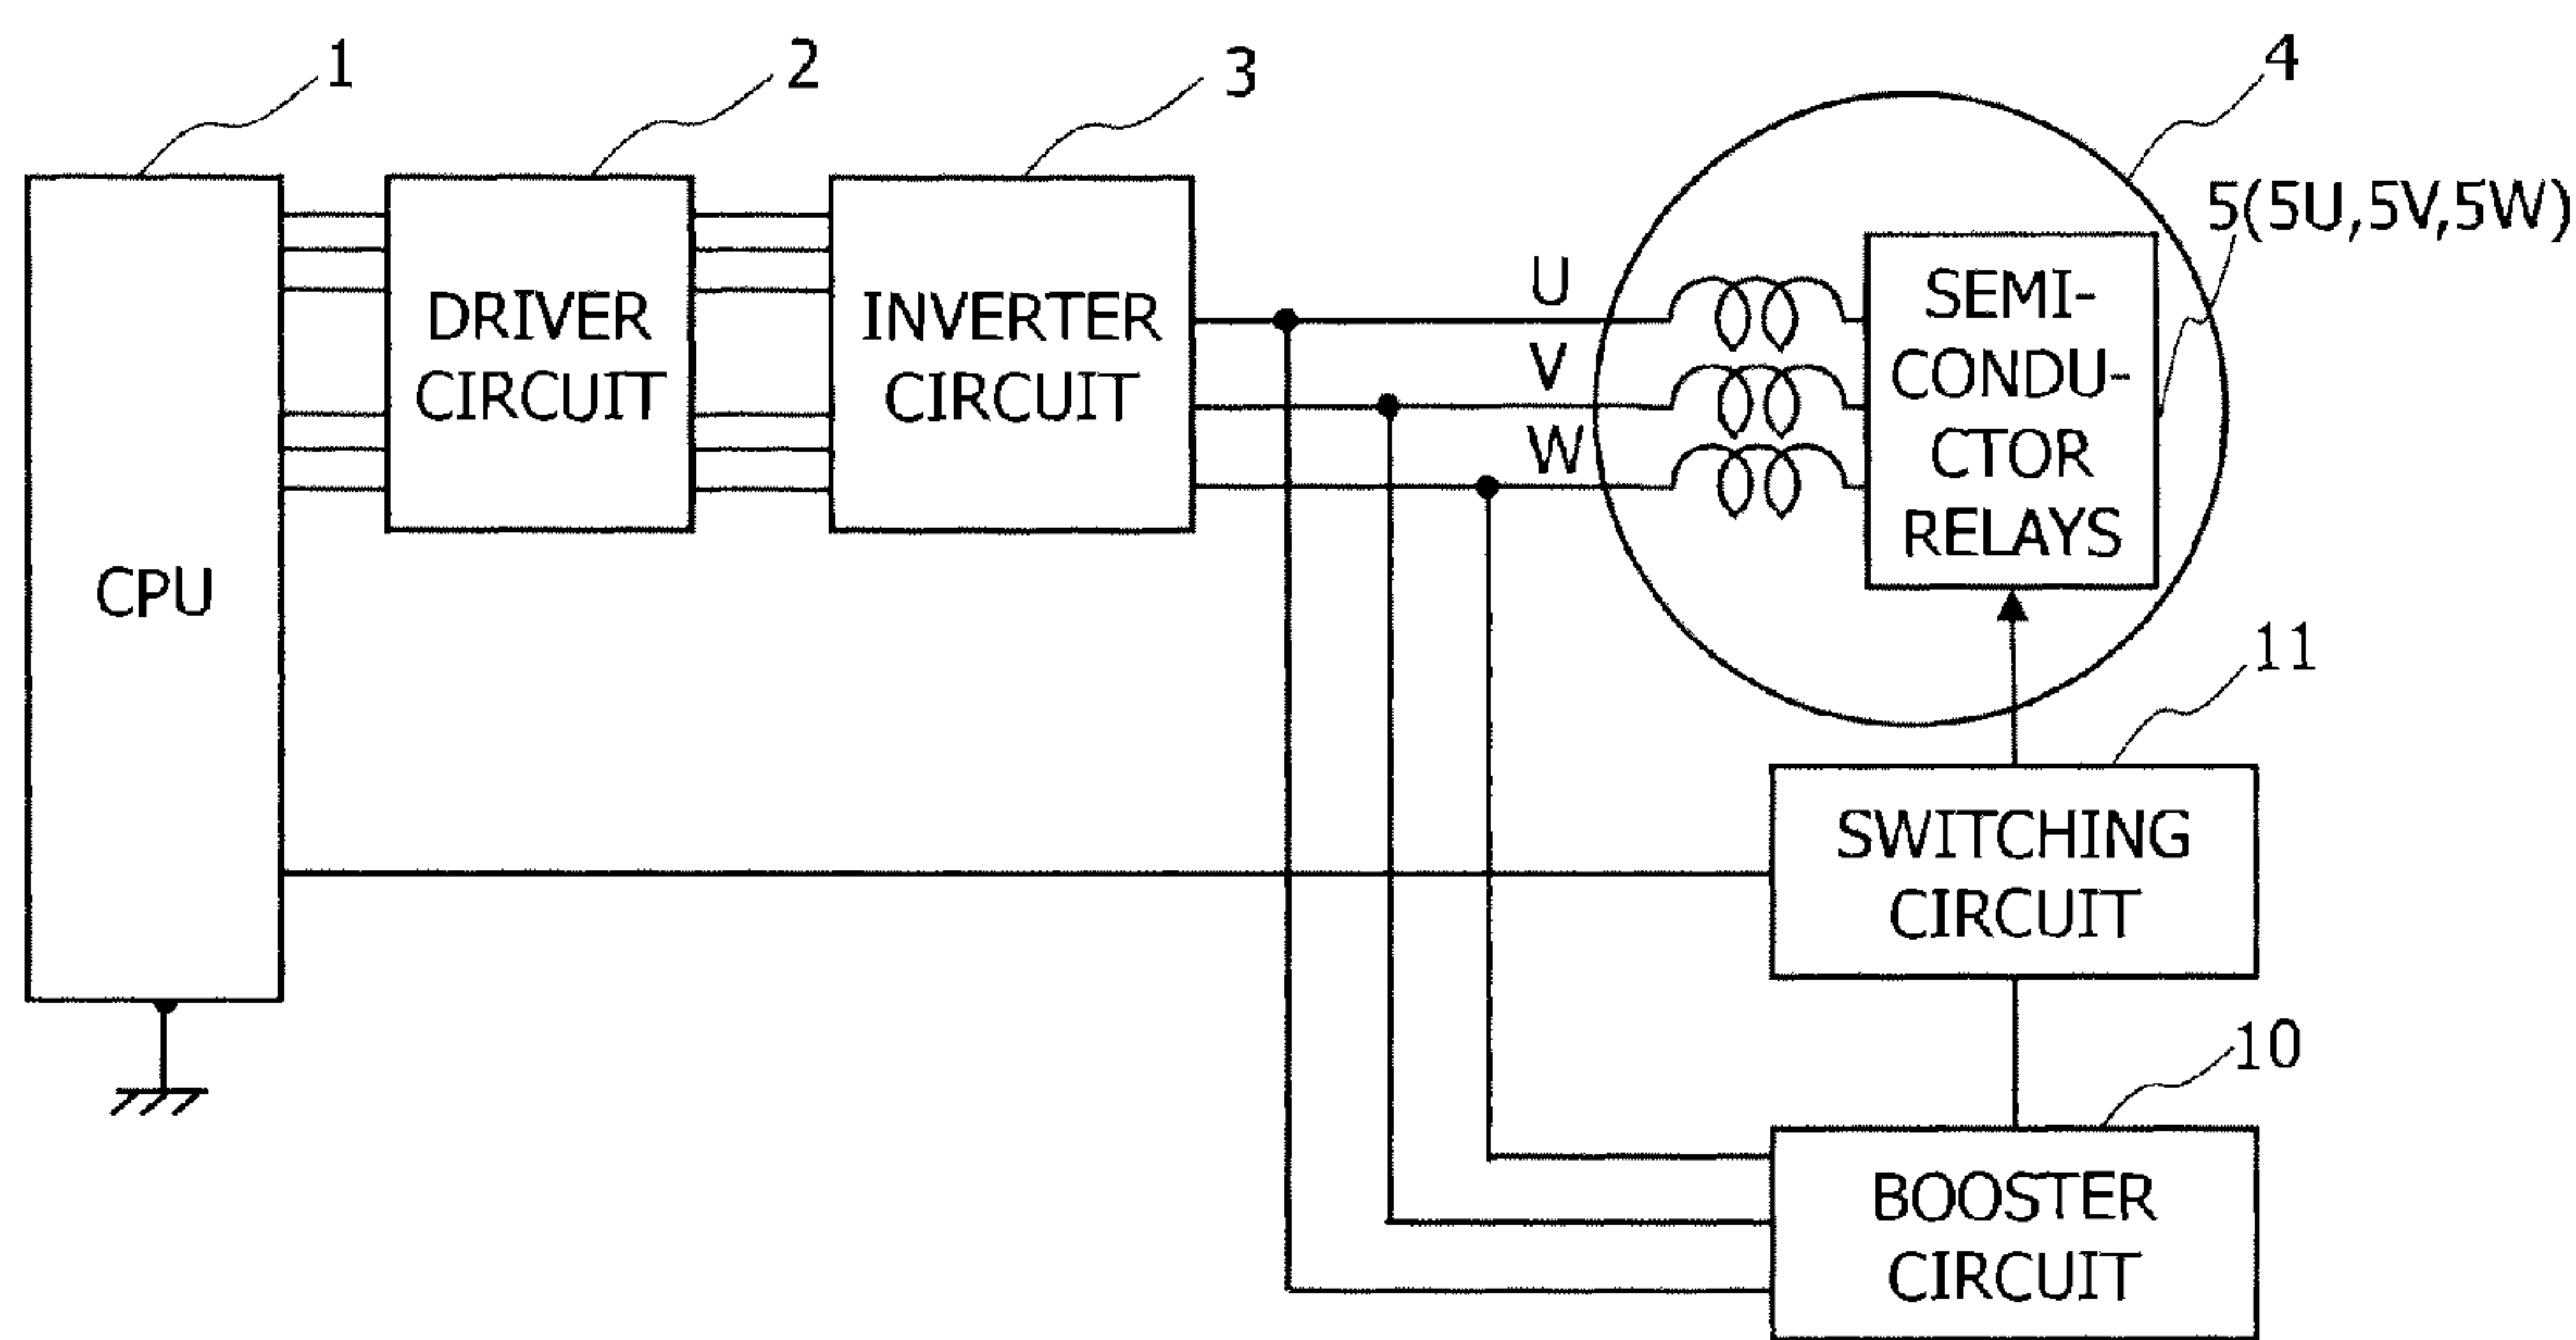 1
2
3
4
5(5U,5V,5W)
CPU
DRIVER
CIRCUIT
INVERTER
CIRCUIT
U
V
W
SEMI-
CONDU-
CTOR
RELAYS
11
SWITCHING
CIRCUIT
10
BOOSTER
CIRCUIT